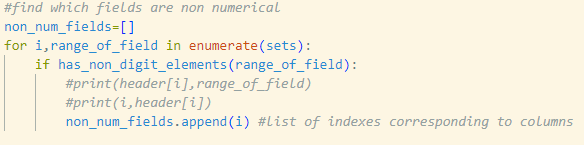 #find which fields are non numerical
non_num_fields=[]
for i,range_of_field in enumerate(sets):
    if has_non_digit_elements(range_of_field):
        #print(header[i],range_of_field)
        #print(i,header[i])
        non_num_fields.append(i) #list of indexes corresponding to columns